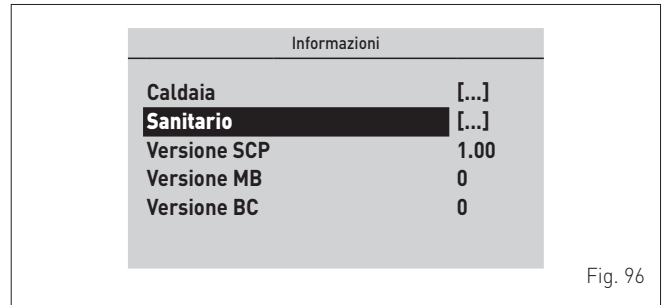 Informazioni
Caldaia [...]
Sanitario [...]
Versione SCP 1.00
Versione MB 0
Versione BC 0
Fig. 96